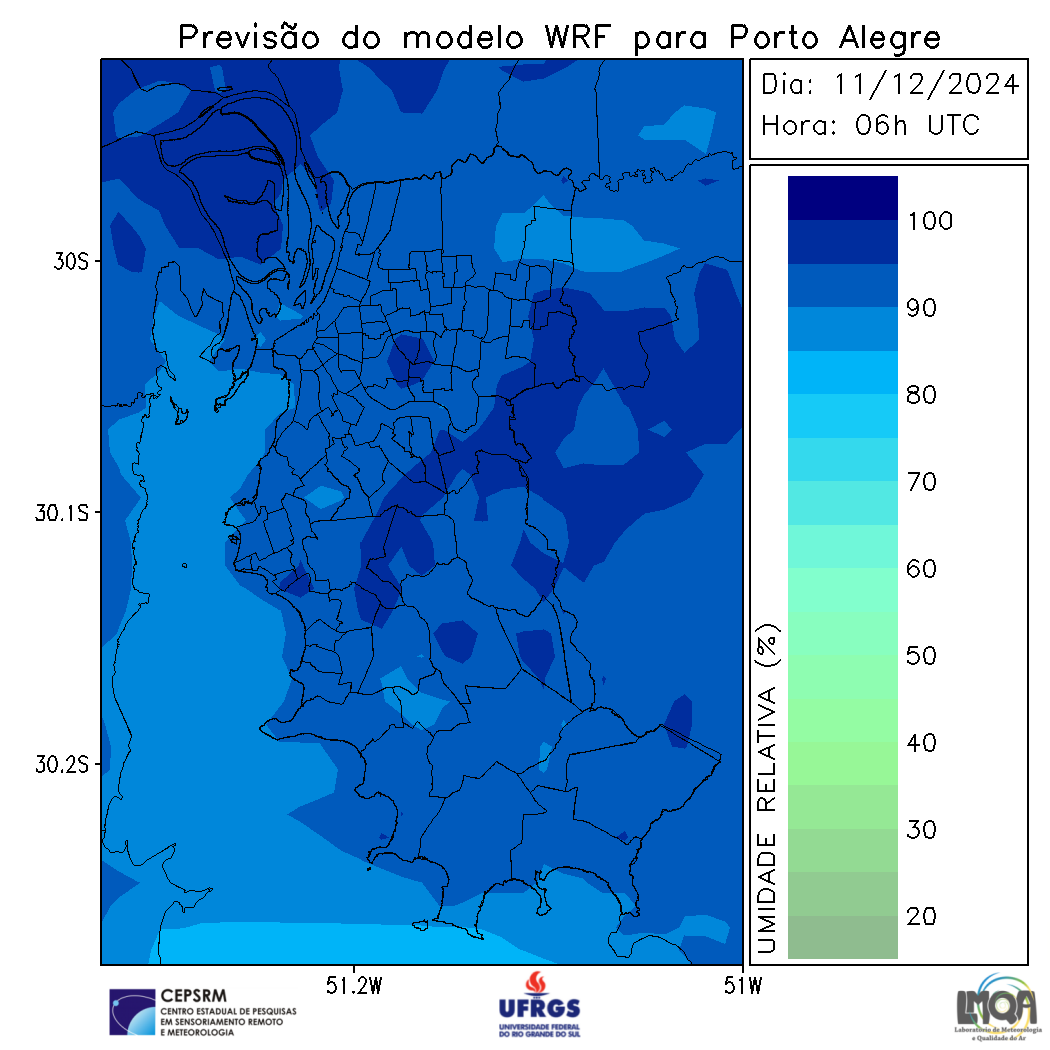 Previsão do modelo WRF para Porto Alegre
Dia: 11/12/2024
Hora: 06h UTC
100
90
80
70
60
50
40
30
20
UMIDADE RELATIVA (%)
30S
30.1S
30.2S
51.2W
51W
CEPSRM
CENTRO ESTADUAL DE PESQUISAS
EM SENSORIAMENTO REMOTO
E METEOROLOGIA
UFRGS
UNIVERSIDADE FEDERAL
DO RIO GRANDE DO SUL
LMQA
Laboratório de Meteorologia
e Qualidade do Ar